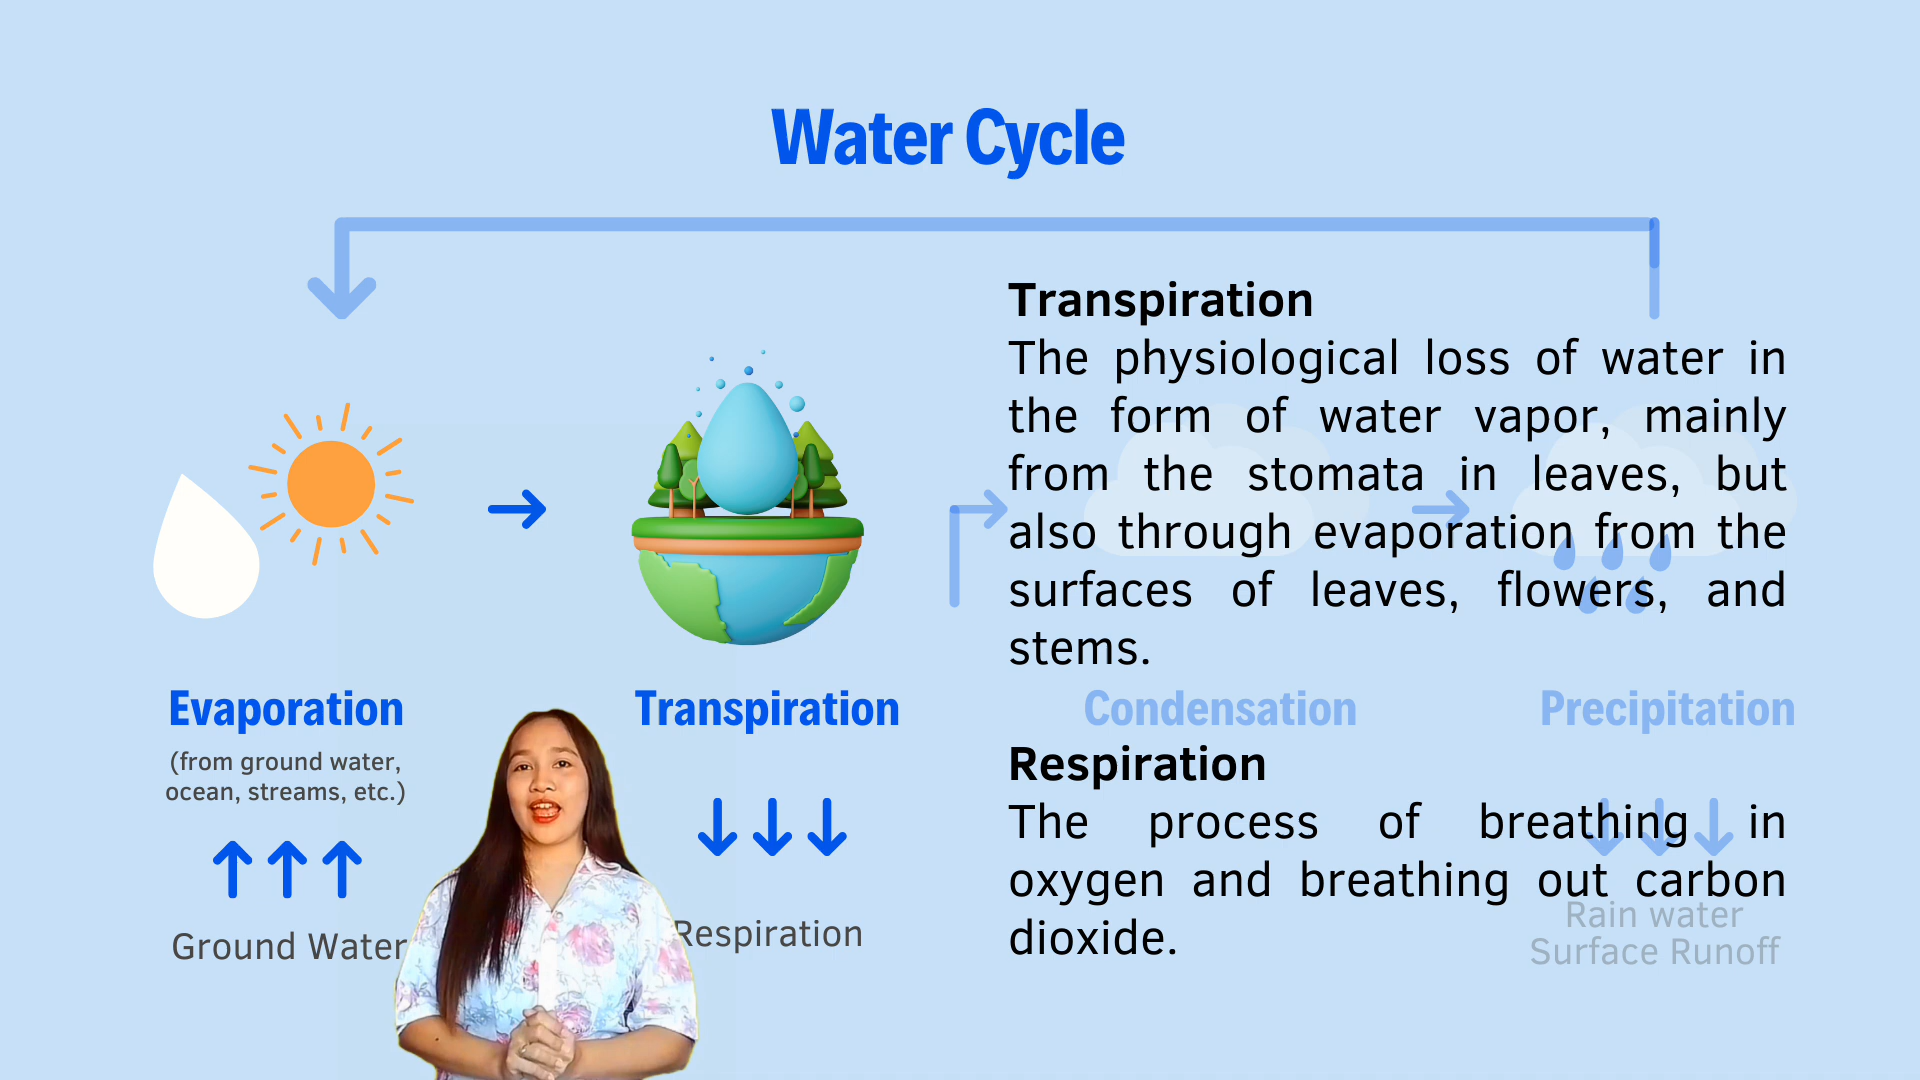 Water Cycle
Transpiration
The physiological loss of water in
the form of water vapor, mainly
from the stomata in leaves, but
also through evaporation from the
surfaces of leaves, flowers, and
stems.
Evaporation
(from ground water,
ocean, streams, etc.)
Ground Water
Transpiration
Respiration
Condensation
Precipitation
Rain water
Surface Runoff
Respiration
The process of breathing in
oxygen and breathing out carbon
dioxide.